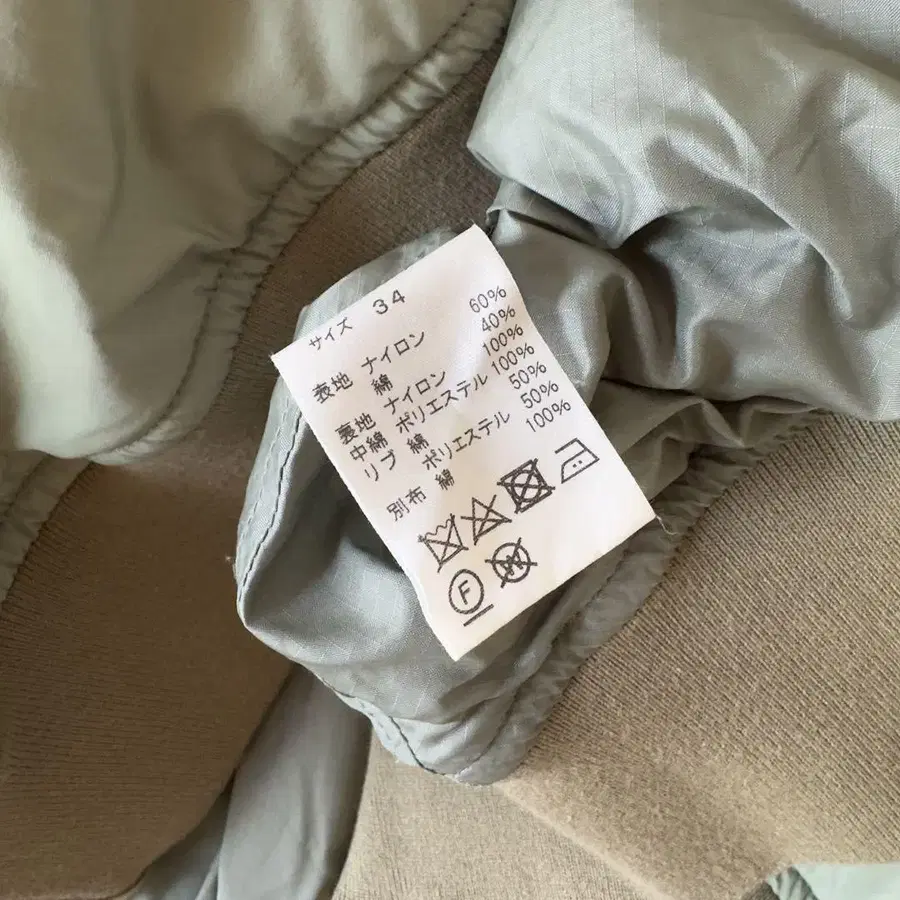 サイズ 34
表地 ナイロン 60%
綿 40%
裏地 ナイロン 100%
中綿 ポリエステル 100%
リブ 綿 50%
ポリエステル 50%
別布 綿 100%
F W